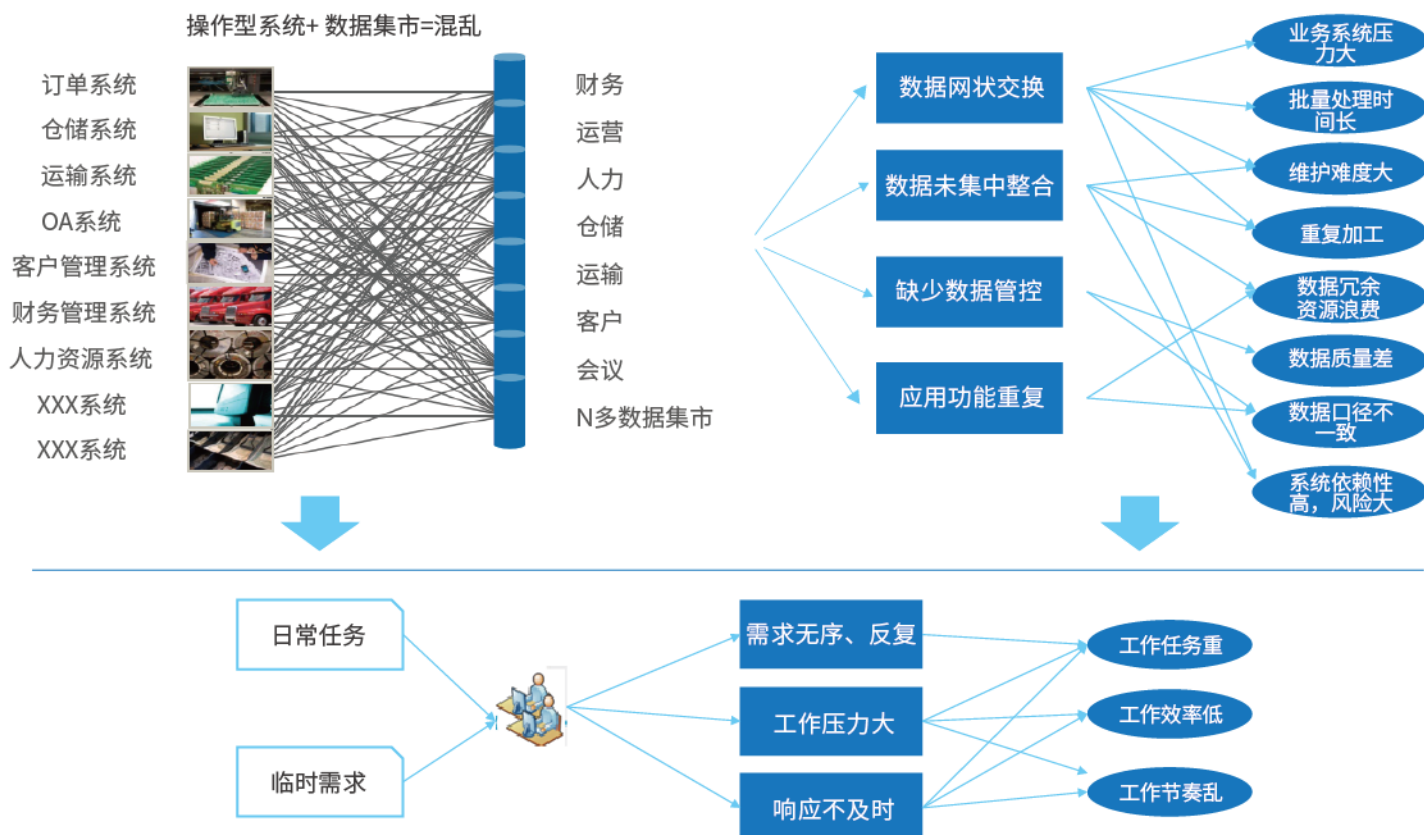 操作型系统+ 数据集市=混乱
订单系统
仓储系统
运输系统
OA系统
客户管理系统
财务管理系统
人力资源系统
XXX系统
XXX系统
财务
运营
人力
仓储
运输
客户
会议
N多数据集市
数据网状交换
数据未集中整合
缺少数据管控
应用功能重复
业务系统压
力大
批量处理时
间长
维护难度大
重复加工
数据冗余
资源浪费
数据质量差
数据口径不
一致
系统依赖性
高，风险大
日常任务
临时需求
需求无序、反复
工作压力大
响应不及时
工作任务重
工作效率低
工作节奏乱